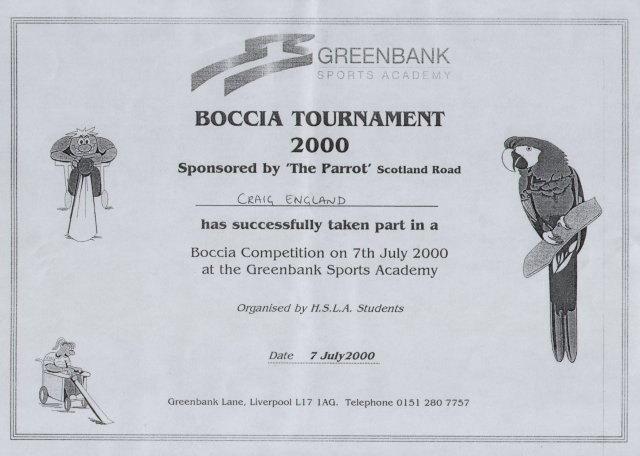 GREENBANK
SPORTS ACADEMY
BOCCIA TOURNAMENT
2000
Sponsored by 'The Parrot' Scotland Road
CRAIG ENGLAND
has successfully taken part in a
Boccia Competition on 7th July 2000
at the Greenbank Sports Academy
Organised by H.S.L.A. Students
Date 7 July2000
Greenbank Lane, Liverpool L17 1AG. Telephone 0151 280 7757